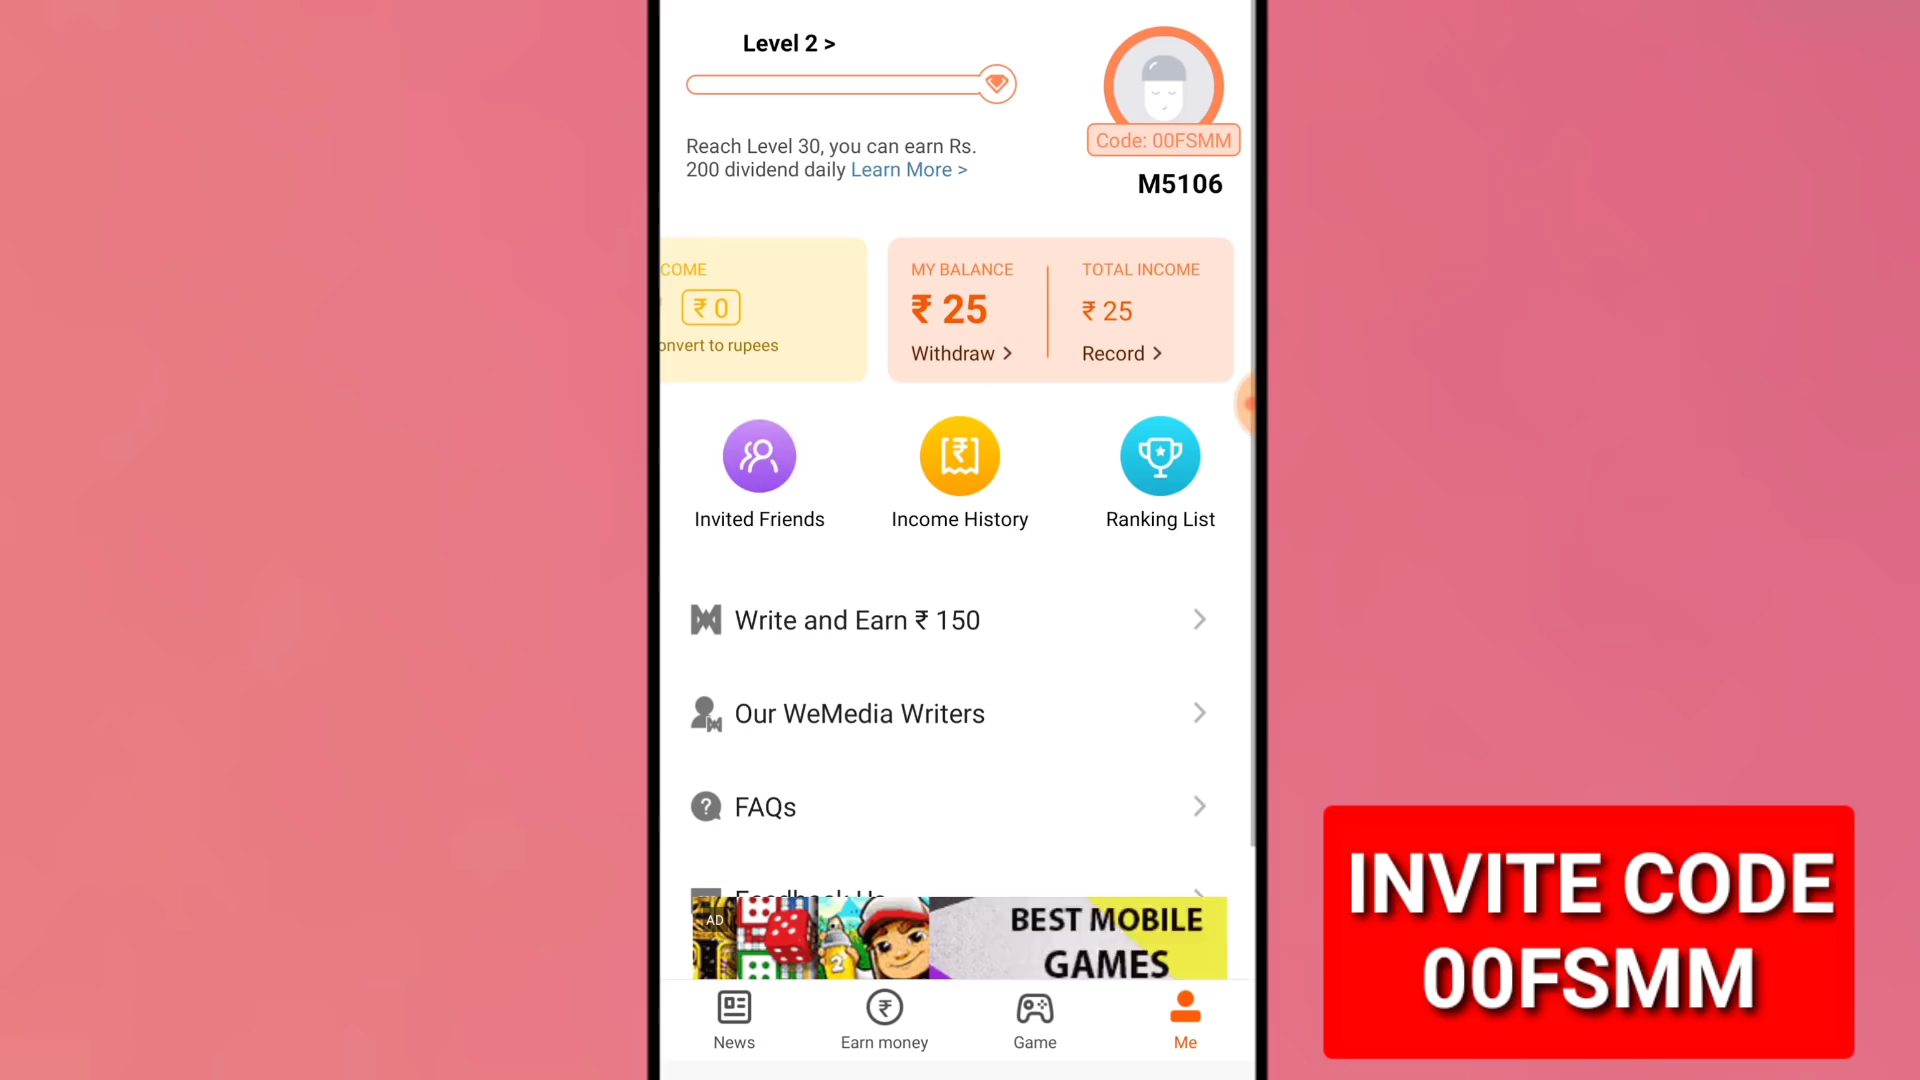 Level 2 >
Reach Level 30, you can earn Rs.
200 dividend daily Learn More >
Code: 00FSMM
M5106
COME
₹ 0
onvert to rupees
MY BALANCE
₹ 25
Withdraw >
TOTAL INCOME
₹ 25
Record >
Invited Friends
Income History
Ranking List
Write and Earn ₹ 150
Our WeMedia Writers
FAQs
Feedback Us
AD
2
BEST MOBILE
GAMES
News
Earn money
Game
Me
INVITE CODE
00FSMM